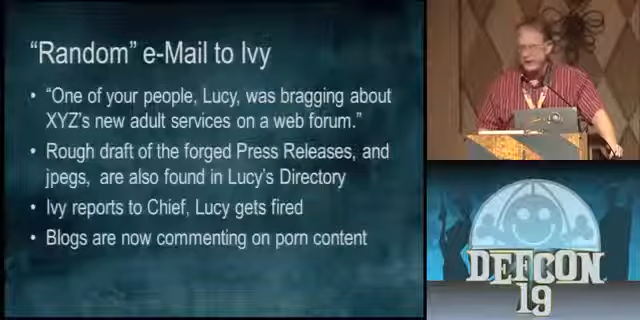 “Random” e-Mail to Ivy
• “One of your people, Lucy, was bragging about
XYZ’s new adult services on a web forum.”
• Rough draft of the forged Press Releases, and
jpegs, are also found in Lucy’s Directory
• Ivy reports to Chief, Lucy gets fired
• Blogs are now commenting on porn content
DEFCON
19